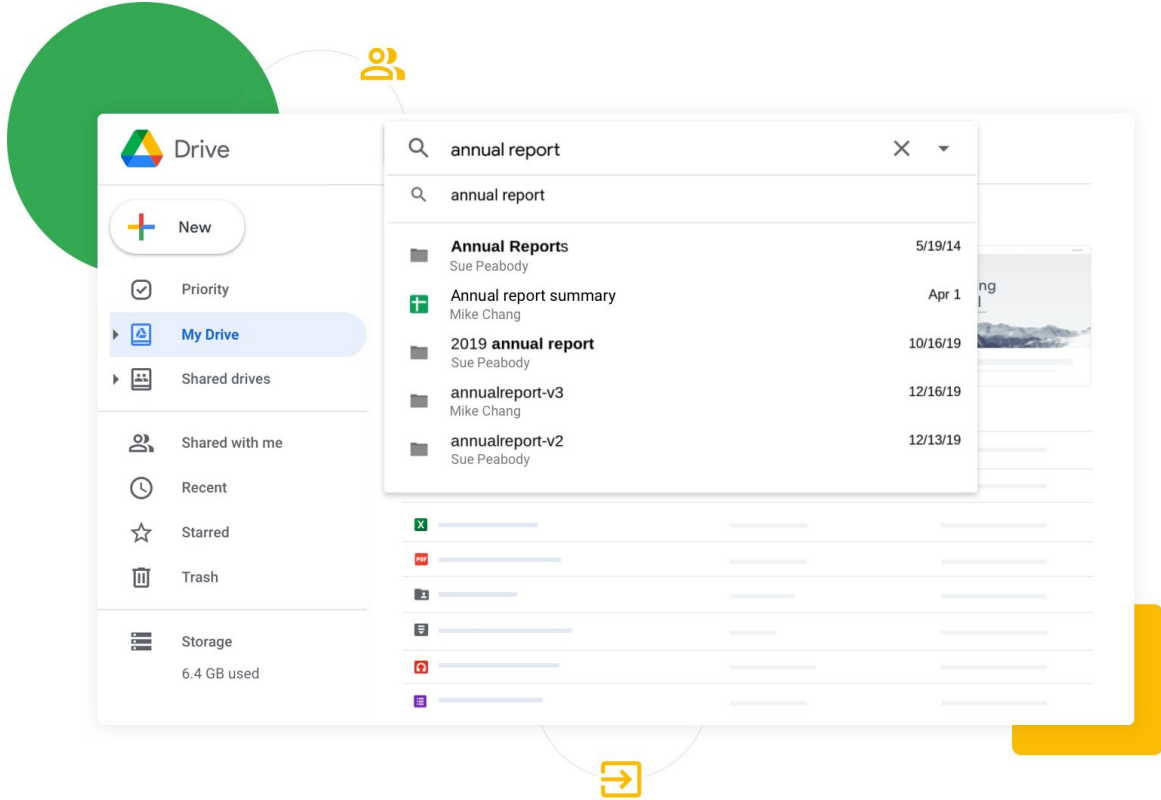 Drive
annual report
annual report
New
Annual Reports 5/19/14
Sue Peabody
Annual report summary Apr 1
Mike Chang
2019 annual report 10/16/19
Sue Peabody
annualreport-v3 12/16/19
Mike Chang
annualreport-v2 12/13/19
Sue Peabody
Priority
My Drive
Shared drives
Shared with me
Recent
Starred
Trash
Storage
6.4 GB used
ng
X
PDF